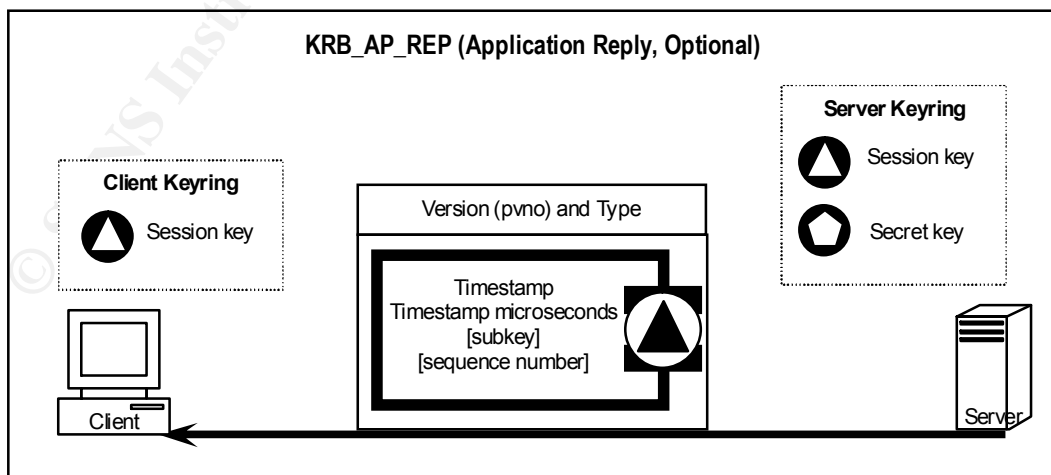 KRB_AP_REP (Application Reply, Optional)
Client Keyring
Session key
Version (pvno) and Type
Timestamp
Timestamp microseconds
[subkey]
[sequence number]
Server Keyring
Session key
Secret key
Client
Server